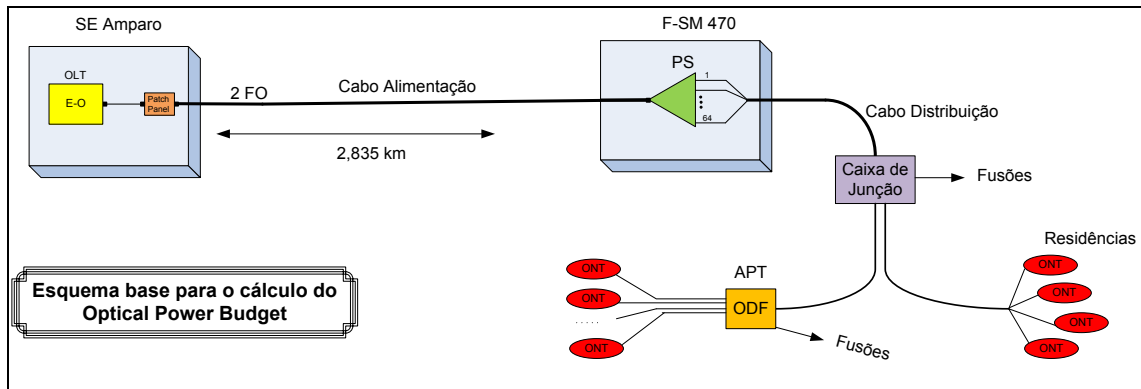 SE Amparo
F-SM 470
OLT
E-O
Patch
Panel
2 FO
Cabo Alimentação
2,835 km
PS
1
64
Cabo Distribuição
Caixa de
Junção
Fusões
Residências
ONT
ONT
ONT
ONT
APT
ODF
ONT
ONT
.....
ONT
Fusões
Esquema base para o cálculo do
Optical Power Budget